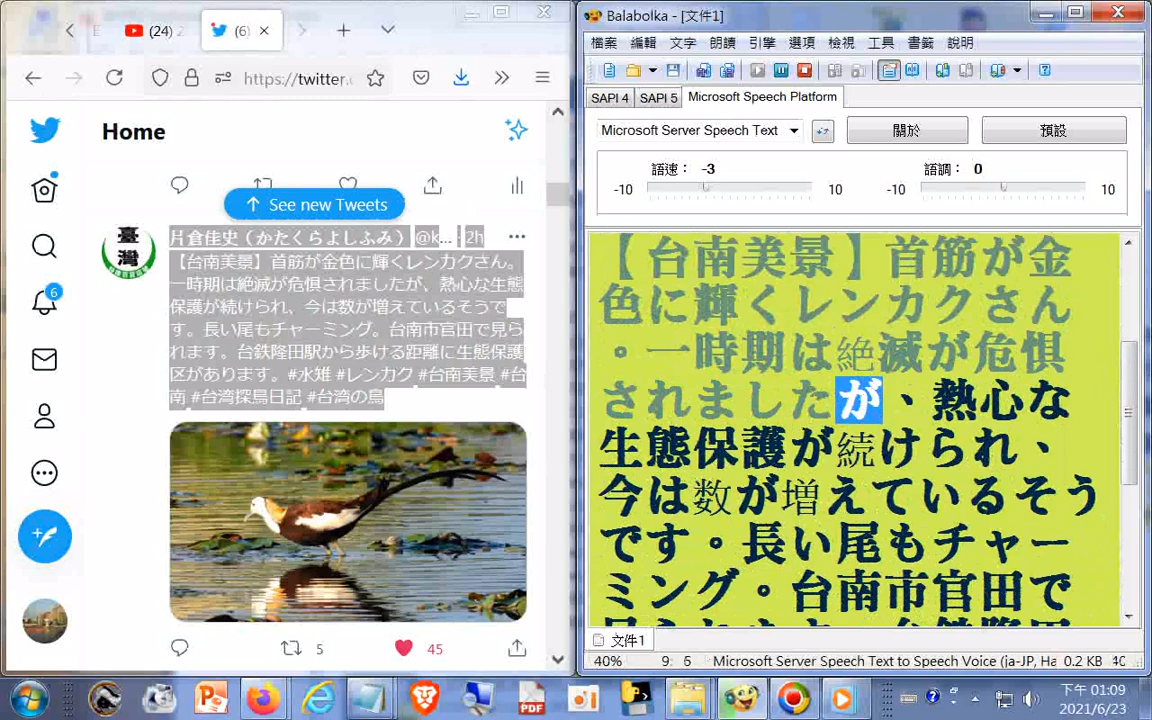 (24)
(6)
https://twitter.
Home
See new Tweets
臺
灣
片倉佳史（かたくらよしふみ） @k... · 2h
【台南美景】首筋が金色に輝くレンカクさん。
一時期は絶滅が危惧されましたが、熱心な生態
保護が続けられ、今は数が増えているそうで
す。長い尾もチャーミング。台南市官田で見ら
れます。台鉄隆田駅から歩ける距離に生態保護
区があります。#水雉 #レンカク #台南美景 #台
南 #台湾探鳥日記 #台湾の鳥
5
45
6
Balabolka - [文件1]
檔案 編輯 文字 朗讀 引擎 選項 檢視 工具 書籤 說明
SAPI 4 SAPI 5 Microsoft Speech Platform
Microsoft Server Speech Text
關於
預設
語速： -3
語調： 0
-10 10 -10 10
【台南美景】首筋が金
色に輝くレンカクさん
。一時期は絶滅が危惧
されましたが、熱心な
生態保護が続けられ、
今は数が増えているそう
です。長い尾もチャー
ミング。台南市官田で
見られます。台鉄隆田
文件1
40% 9: 5 Microsoft Server Speech Text to Speech Voice (ja-JP, Ha 0.2 KB
PDF
下午 01:09
2021/6/23